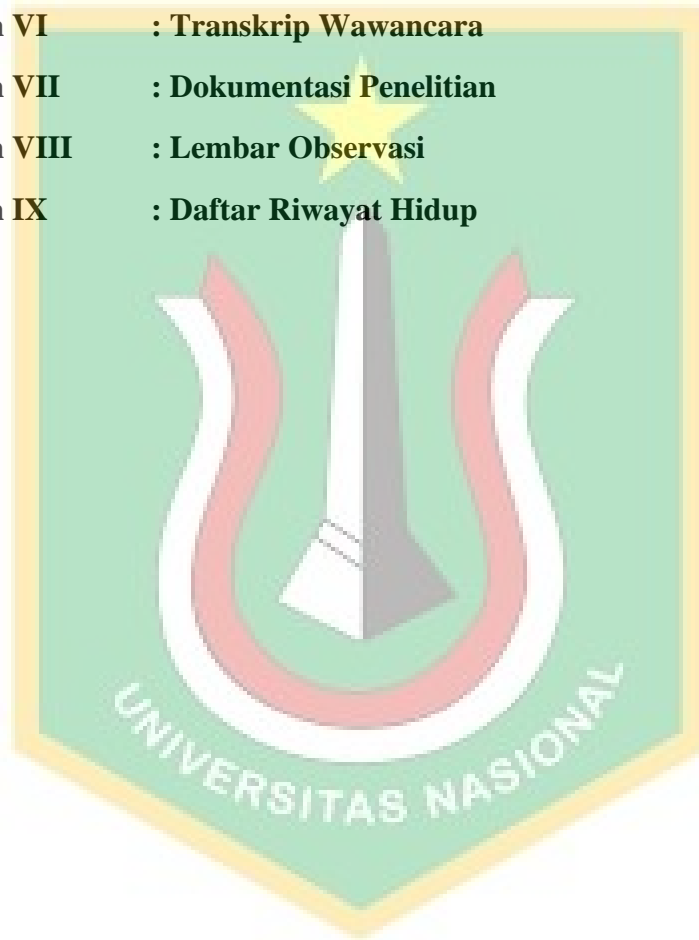 VI : Transkrip Wawancara
VII : Dokumentasi Penelitian
VIII : Lembar Observasi
IX : Daftar Riwayat Hidup
UNIVERSITAS NASIONAL